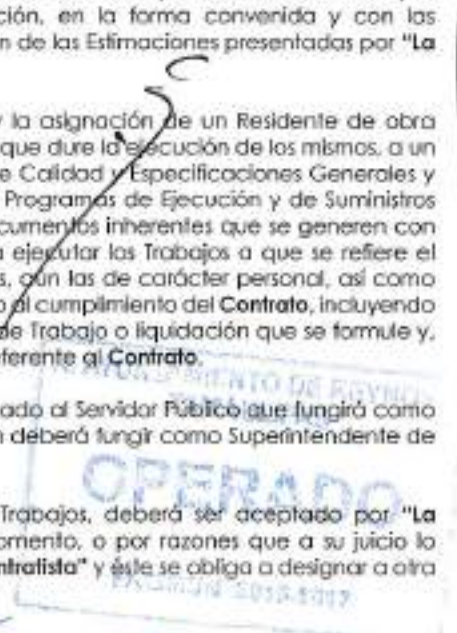 ción, en la forma convenida y con las
n de las Estimaciones presentadas por "La
y la asignación de un Residente de obra
que dure la ejecución de los mismos, a un
e Calidad y Especificaciones Generales y
Programas de Ejecución y de Suministros
cumentos inherentes que se generen con
a ejecutar los Trabajos a que se refiere el
s, aún las de carácter personal, así como
o al cumplimiento del Contrato, incluyendo
de Trabajo o liquidación que se formule y,
eferente al Contrato.
ado al Servidor Público que fungirá como
n deberá fungir como Superintendente de
OPERADO
Trabajos, deberá ser aceptado por "La
omento, o por razones que a su juicio lo
ntratista" y éste se obliga a designar a otra